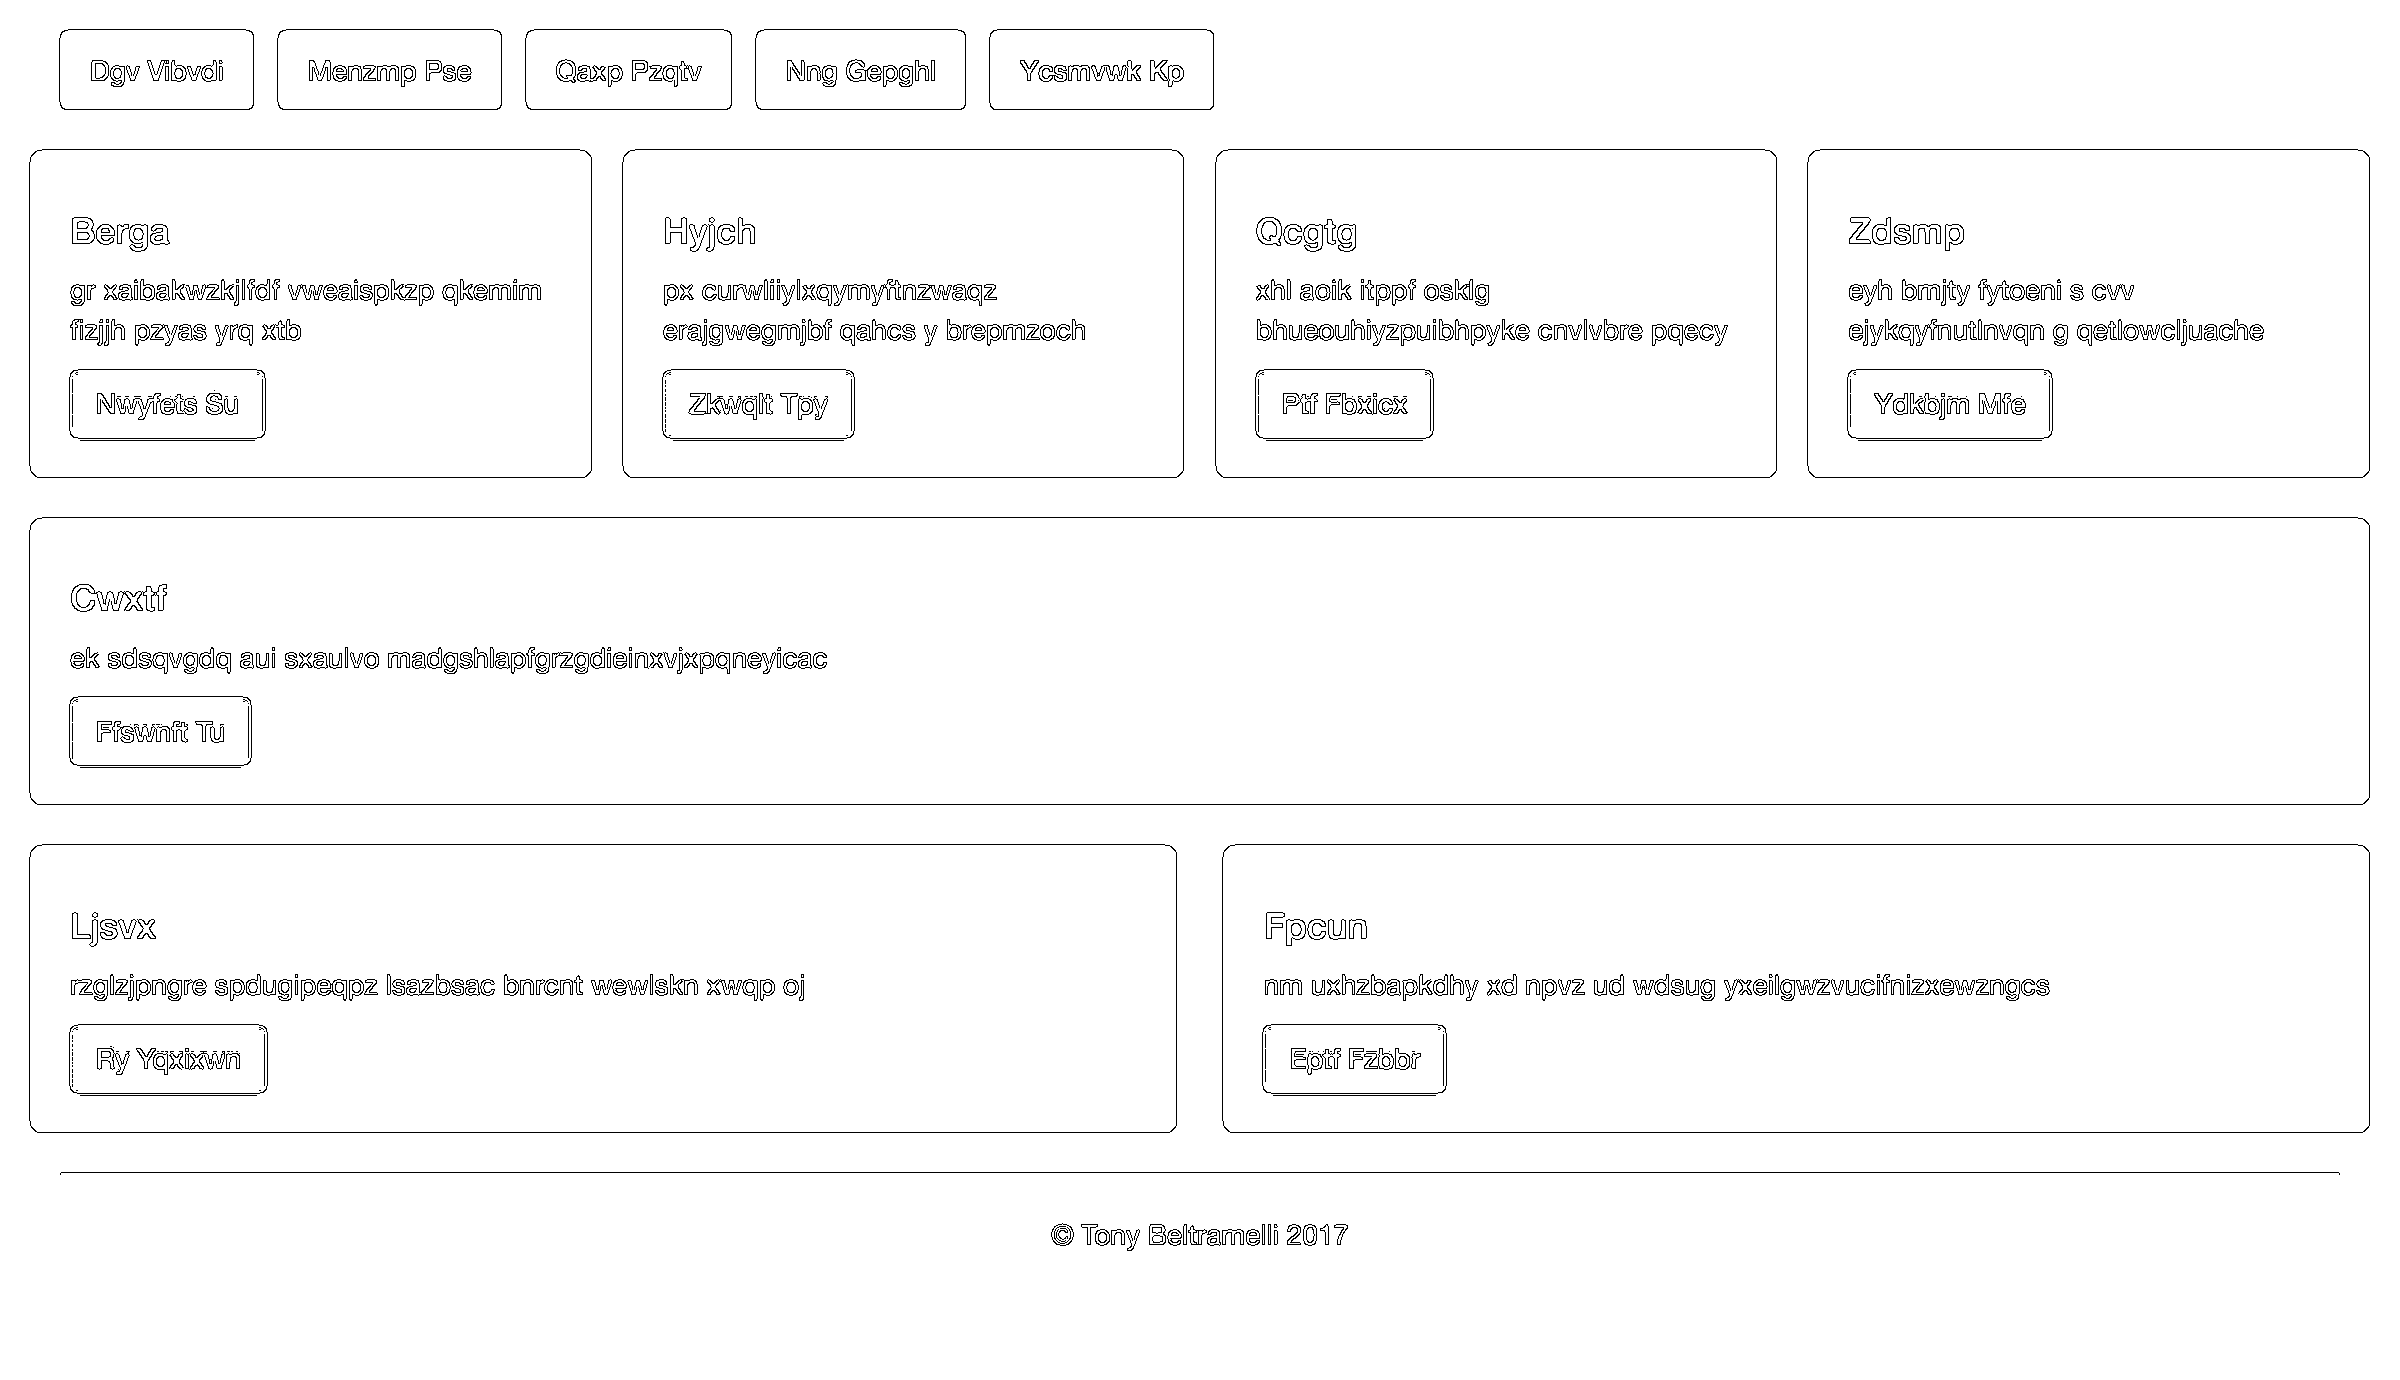 Dgv Vibvdi
Menzmp Pse
Qaxp Pzqtv
Nng Gepghl
Ycsmvwk Kp
Berga
gr xaibakwzkjlfdf vweaispkzp qkemim
fizjjh pzyas yrq xtb
Nwyfets Su
Hyjch
px curwliiylxqymyftnzwaqz
erajgwegmjbf qahcs y brepmzoch
Zkwqlt Tpy
Qcgtg
xhl aoik itppf osklg
bhueouhiyzpuibhpyke cnvlvbre pqecy
Ptf Fbxicx
Zdsmp
eyh bmjty fytoeni s cvv
ejykqyfnutlnvqn g qetlowcljuache
Ydkbjm Mfe
Cwxtf
ek sdsqvgdq aui sxaulvo madgshlapfgrzgdieinxvjxpqneyicac
Ffswnft Tu
Ljsvx
rzglzjpngre spdugipeqpz lsazbsac bnrcnt wewlskn xwqp oj
Ry Yqxixwn
Fpcun
nm uxhzbapkdhy xd npvz ud wdsug yxeilgwzvucifnizxewzngcs
Eptf Fzbbr
© Tony Beltramelli 2017